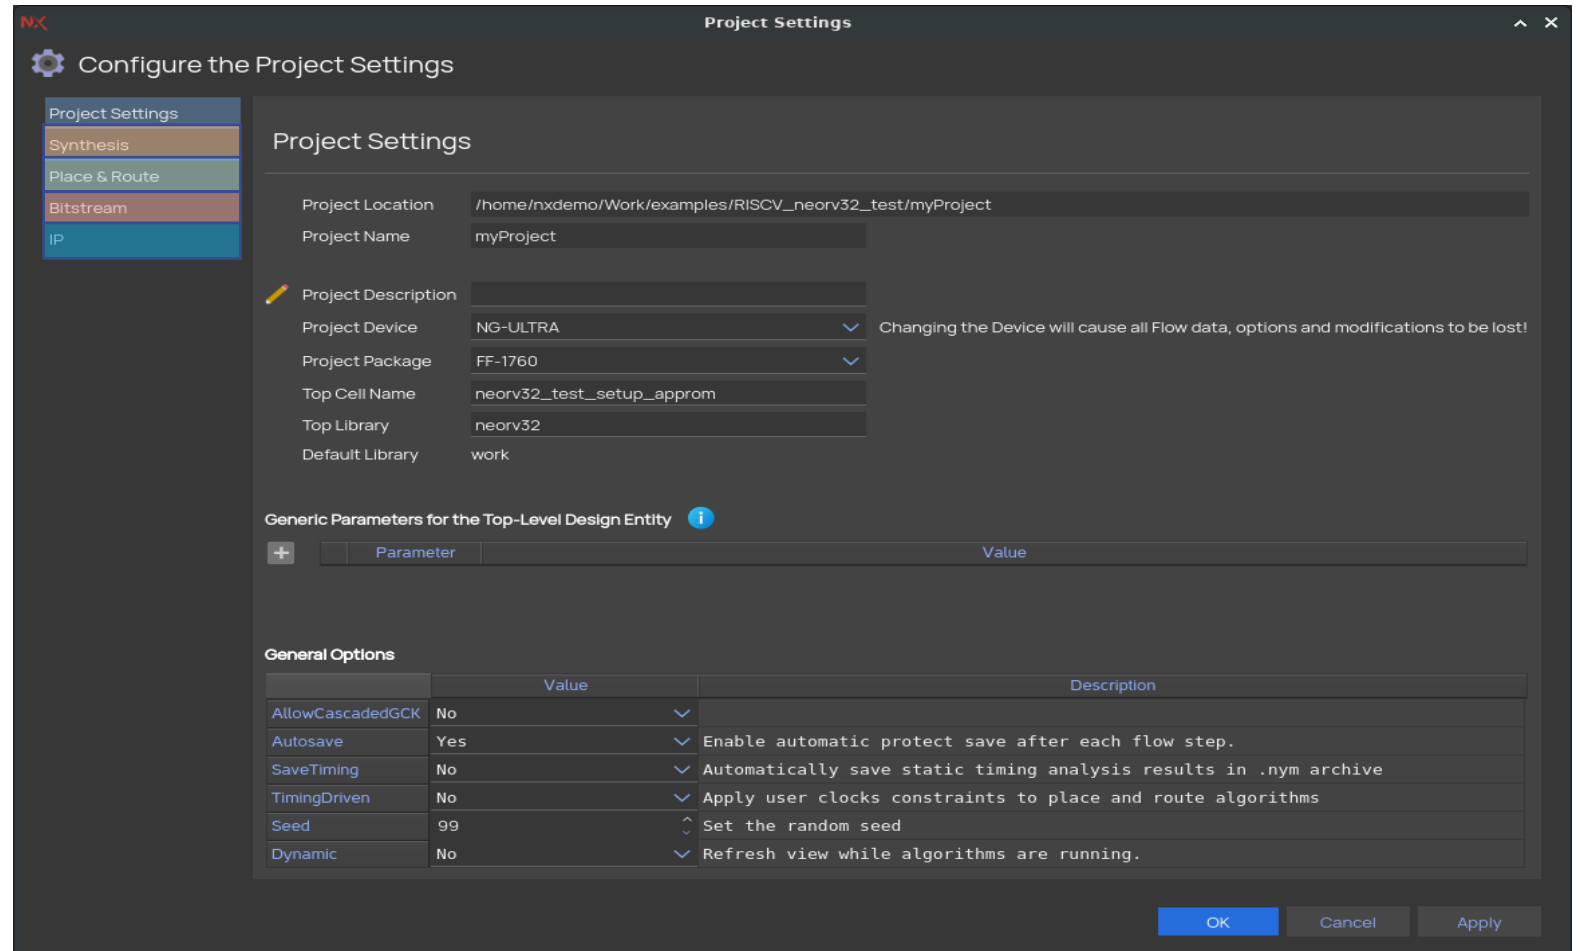 NX
Project Settings
Configure the Project Settings
Project Settings
Synthesis
Place & Route
Bitstream
IP
Project Settings
Project Location /home/nxdemo/Work/examples/RISCV_neorv32_test/myProject
Project Name myProject
Project Description
Project Device NG-ULTRA Changing the Device will cause all Flow data, options and modifications to be lost!
Project Package FF-1760
Top Cell Name neorv32_test_setup_approm
Top Library neorv32
Default Library work
Generic Parameters for the Top-Level Design Entity i
+ Parameter Value
General Options
Value Description
AllowCascadedGCK No
Autosave Yes Enable automatic protect save after each flow step.
SaveTiming No Automatically save static timing analysis results in .nym archive
TimingDriven No Apply user clocks constraints to place and route algorithms
Seed 99 Set the random seed
Dynamic No Refresh view while algorithms are running.
OK Cancel Apply